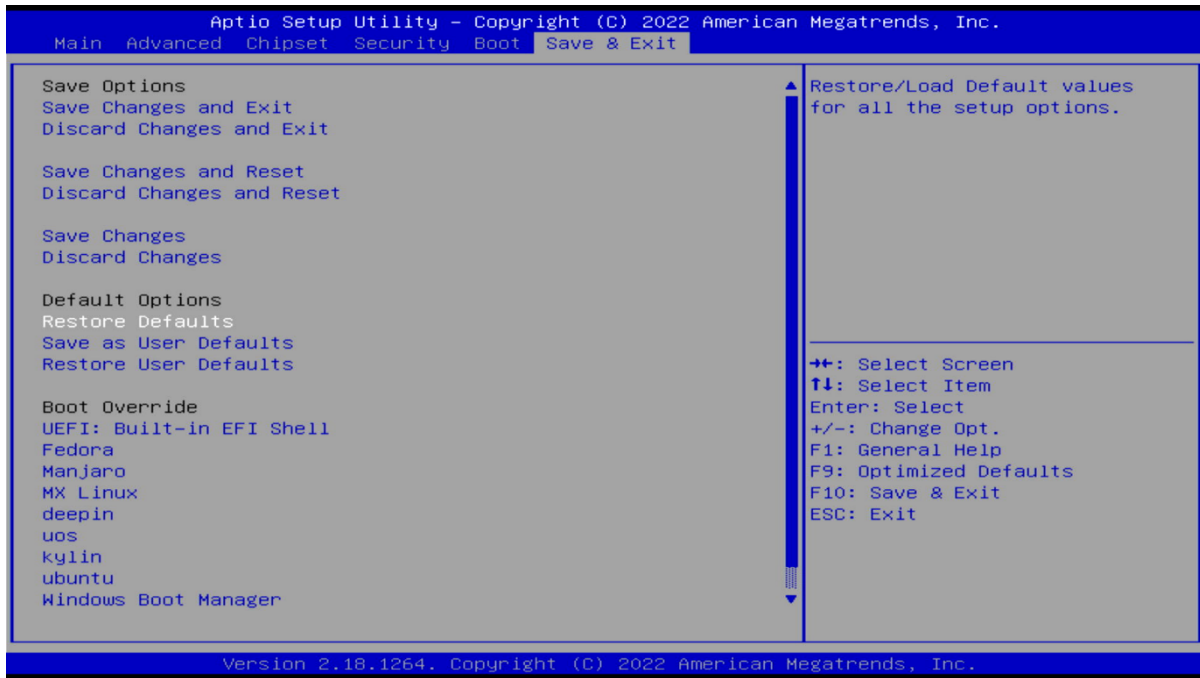 Aptio Setup Utility – Copyright (C) 2022 American Megatrends, Inc.
Main Advanced Chipset Security Boot Save & Exit
Save Options
Save Changes and Exit
Discard Changes and Exit
Save Changes and Reset
Discard Changes and Reset
Save Changes
Discard Changes
Default Options
Restore Defaults
Save as User Defaults
Restore User Defaults
Boot Override
UEFI: Built-in EFI Shell
Fedora
Manjaro
MX Linux
deepin
uos
kylin
ubuntu
Windows Boot Manager
Restore/Load Default values
for all the setup options.
→←: Select Screen
↑↓: Select Item
Enter: Select
+/-: Change Opt.
F1: General Help
F9: Optimized Defaults
F10: Save & Exit
ESC: Exit
Version 2.18.1264. Copyright (C) 2022 American Megatrends, Inc.